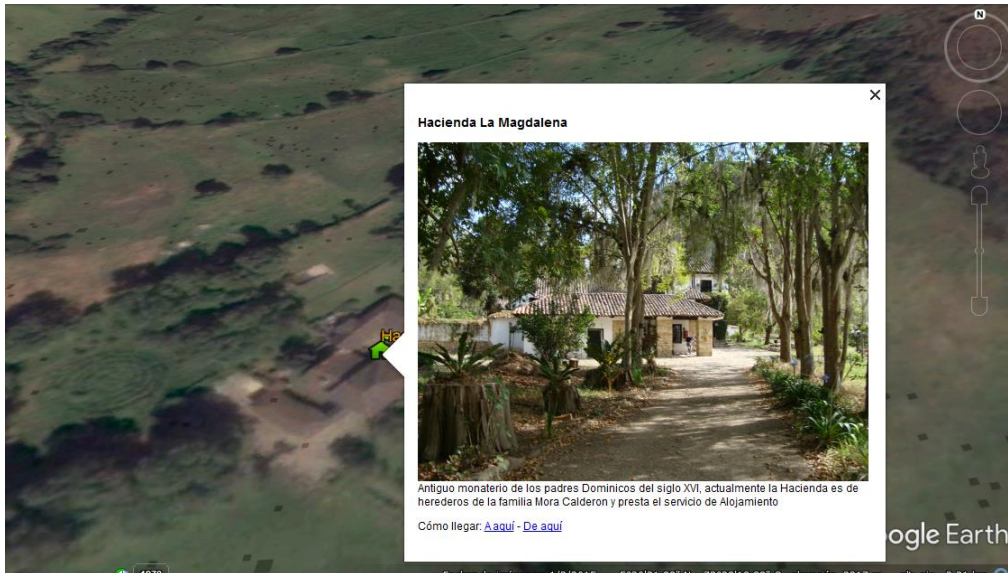 N
Hacienda La Magdalena
Antiguo monaterio de los padres Dominicos del siglo XVI, actualmente la Hacienda es de
herederos de la familia Mora Calderon y presta el servicio de Alojamiento
Cómo llegar: A aquí - De aquí
ogle Earth